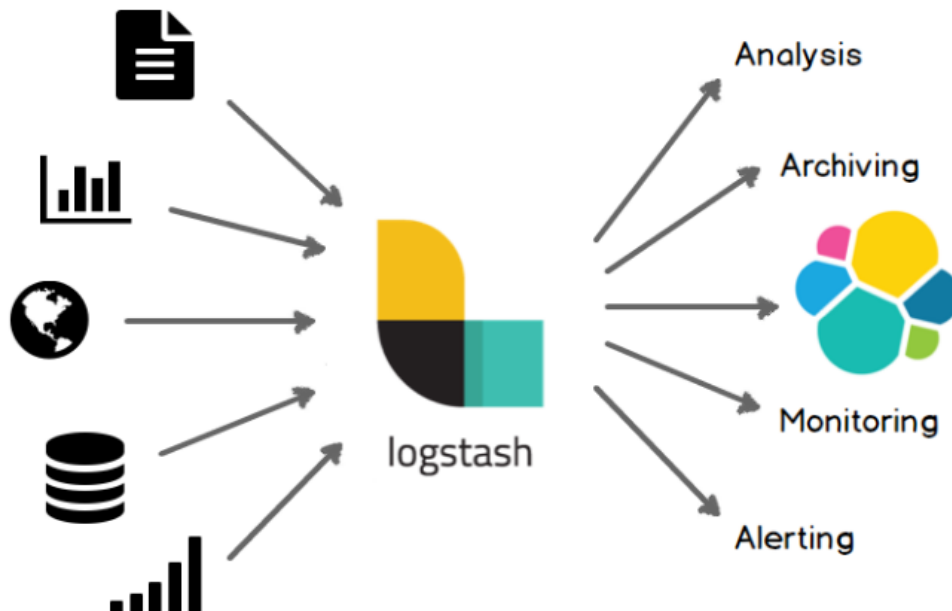 Analysis
Archiving
logstash
Monitoring
Alerting